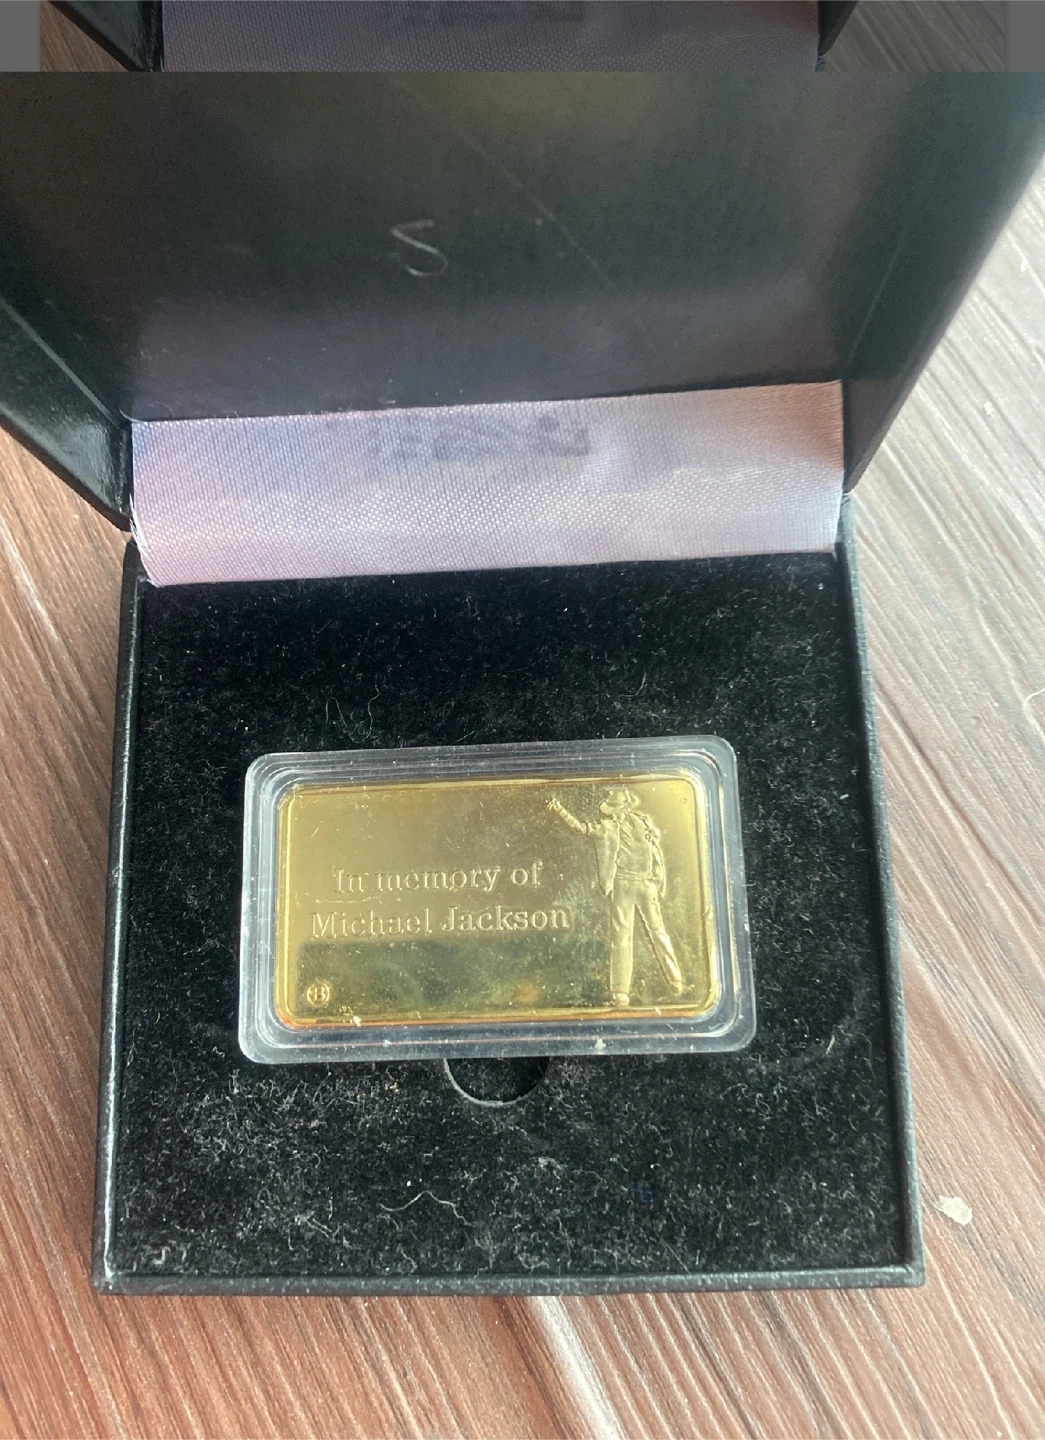 S
In memory of
Michael Jackson
B